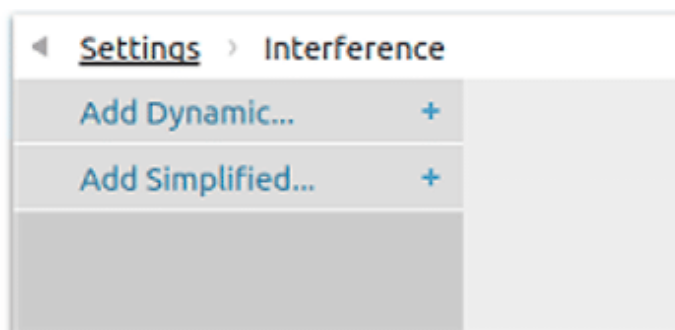 Settings › Interference
Add Dynamic... +
Add Simplified... +